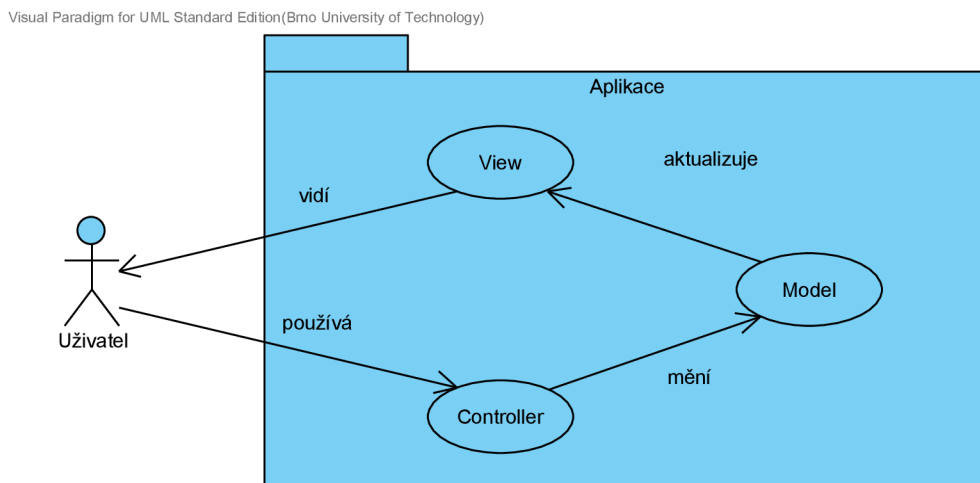 Visual Paradigm for UML Standard Edition(Brno University of Technology)
Aplikace
View
aktualizuje
vidí
Model
používá
Uživatel
mění
Controller